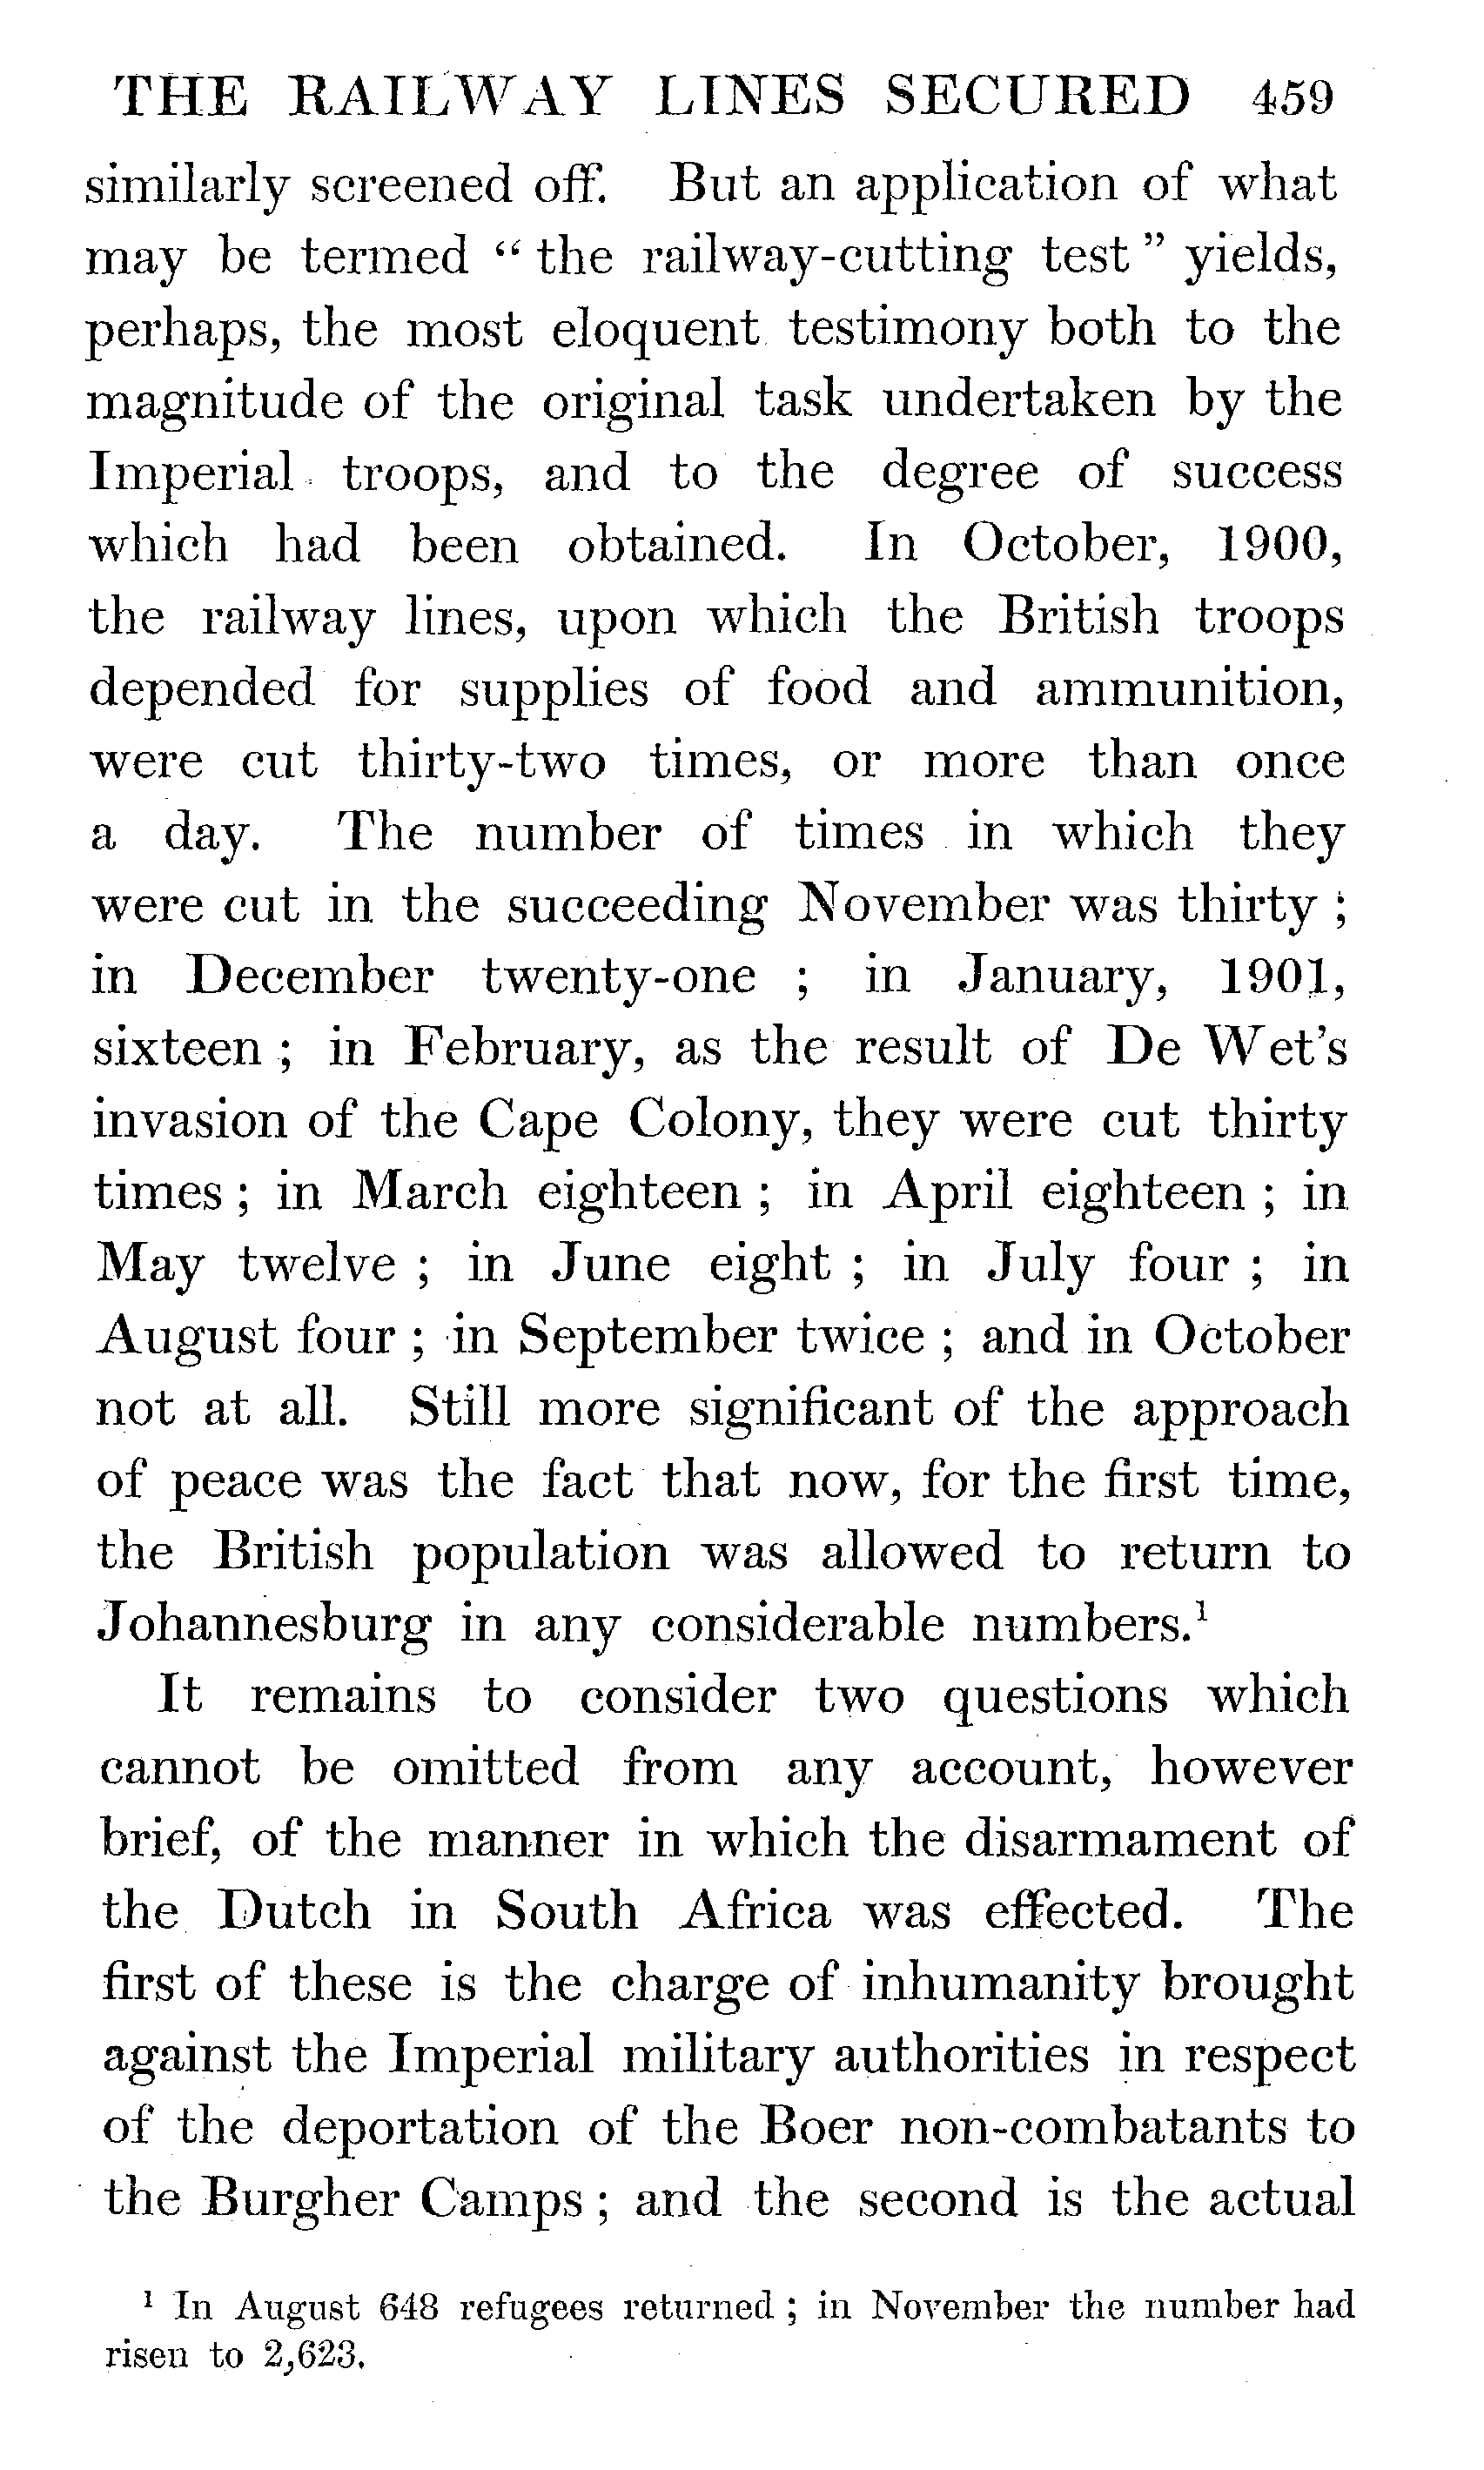 THE RAILWAY LINES SECURED 459
similarly screened off. But an application of what
may be termed “ the railway-cutting test ” yields,
perhaps, the most eloquent testimony both to the
magnitude of the original task undertaken by the
Imperial troops, and to the degree of success
which had been obtained. In October, 1900,
the railway lines, upon which the British troops
depended for supplies of food and ammunition,
were cut thirty-two times, or more than once
a day. The number of times in which they
were cut in the succeeding November was thirty ;
in December twenty-one ; in January, 1901,
sixteen ; in February, as the result of De Wet's
invasion of the Cape Colony, they were cut thirty
times ; in March eighteen ; in April eighteen ; in
May twelve ; in June eight ; in July four ; in
August four ; in September twice ; and in October
not at all. Still more significant of the approach
of peace was the fact that now, for the first time,
the British population was allowed to return to
Johannesburg in any considerable numbers.¹
It remains to consider two questions which
cannot be omitted from any account, however
brief, of the manner in which the disarmament of
the Dutch in South Africa was effected. The
first of these is the charge of inhumanity brought
against the Imperial military authorities in respect
of the deportation of the Boer non-combatants to
the Burgher Camps ; and the second is the actual
¹ In August 648 refugees returned ; in November the number had
risen to 2,623.